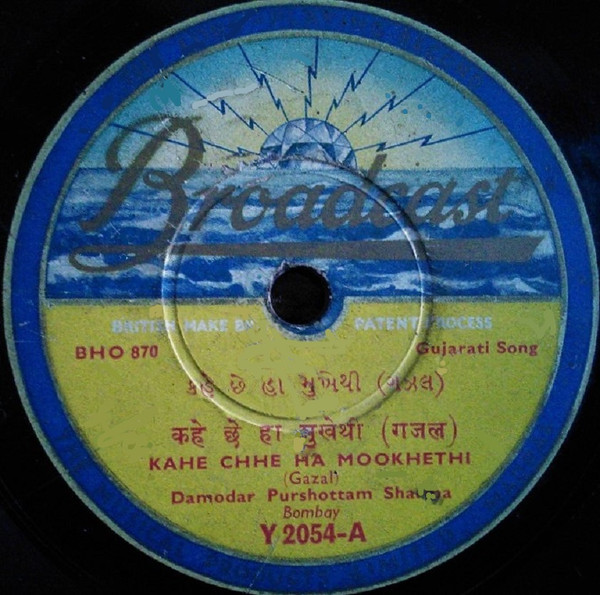 Broadcast
BRITISH MAKE BY PATENT PROCESS
BHO 870 Gujarati Song
કહે છે હા મુખેથી (ગઝલ)
कहे छे हा मुखेथी (गजल)
KAHE CHHE HA MOOKHETHI
(Gazal)
Damodar Purshottam Sharma
Bombay
Y 2054-A